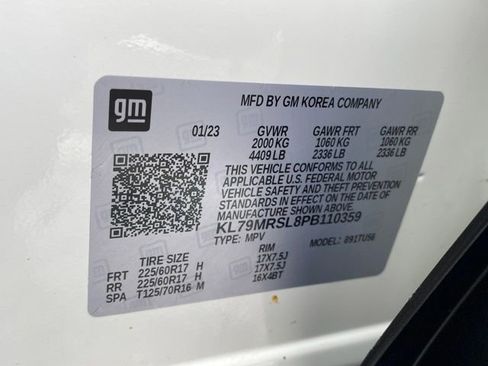 gm
MFD BY GM KOREA COMPANY
01/23 GVWR GAWR FRT GAWR RR
2000 KG 1060 KG 1060 KG
4409 LB 2336 LB 2336 LB
THIS VEHICLE CONFORMS TO ALL
APPLICABLE U.S. FEDERAL MOTOR
VEHICLE SAFETY AND THEFT PREVENTION
STANDARDS IN EFFECT ON THE DATE OF
MANUFACTURE SHOWN ABOVE.
KL79MRSL8PB110359
TYPE: MPV MODEL: 891TU56
TIRE SIZE RIM
FRT 225/60R17 H 17X7.5J
RR 225/60R17 H 17X7.5J
SPA T125/70R16 M 16X4BT